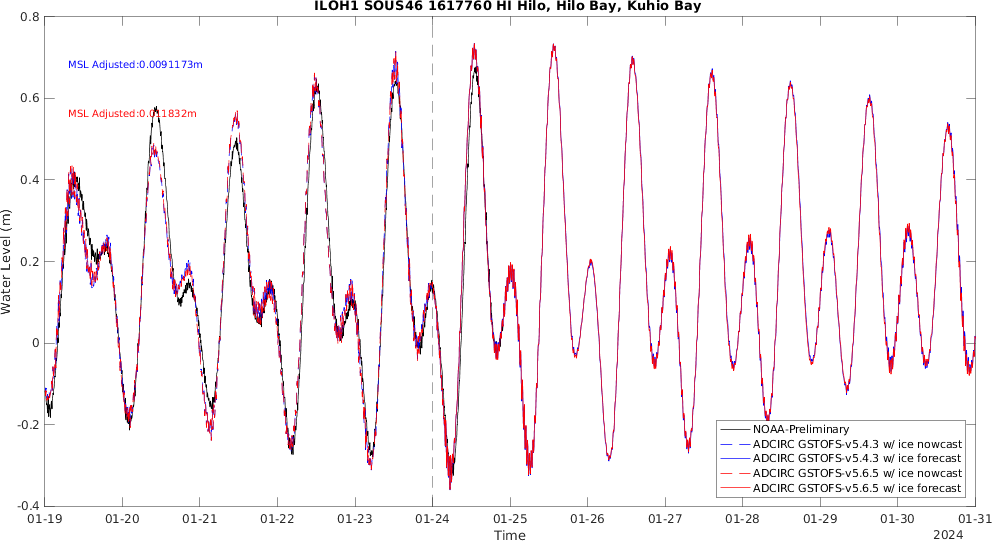 ILOH1 SOUS46 1617760 HI Hilo, Hilo Bay, Kuhio Bay
0.8
0.6
0.4
0.2
0
-0.2
-0.4
Water Level (m)
MSL Adjusted:0.0091173m
MSL Adjusted:0.031832m
NOAA-Preliminary
ADCIRC GSTOFS-v5.4.3 w/ ice nowcast
ADCIRC GSTOFS-v5.4.3 w/ ice forecast
ADCIRC GSTOFS-v5.6.5 w/ ice nowcast
ADCIRC GSTOFS-v5.6.5 w/ ice forecast
01-19 01-20 01-21 01-22 01-23 01-24 01-25 01-26 01-27 01-28 01-29 01-30 01-31
Time
2024